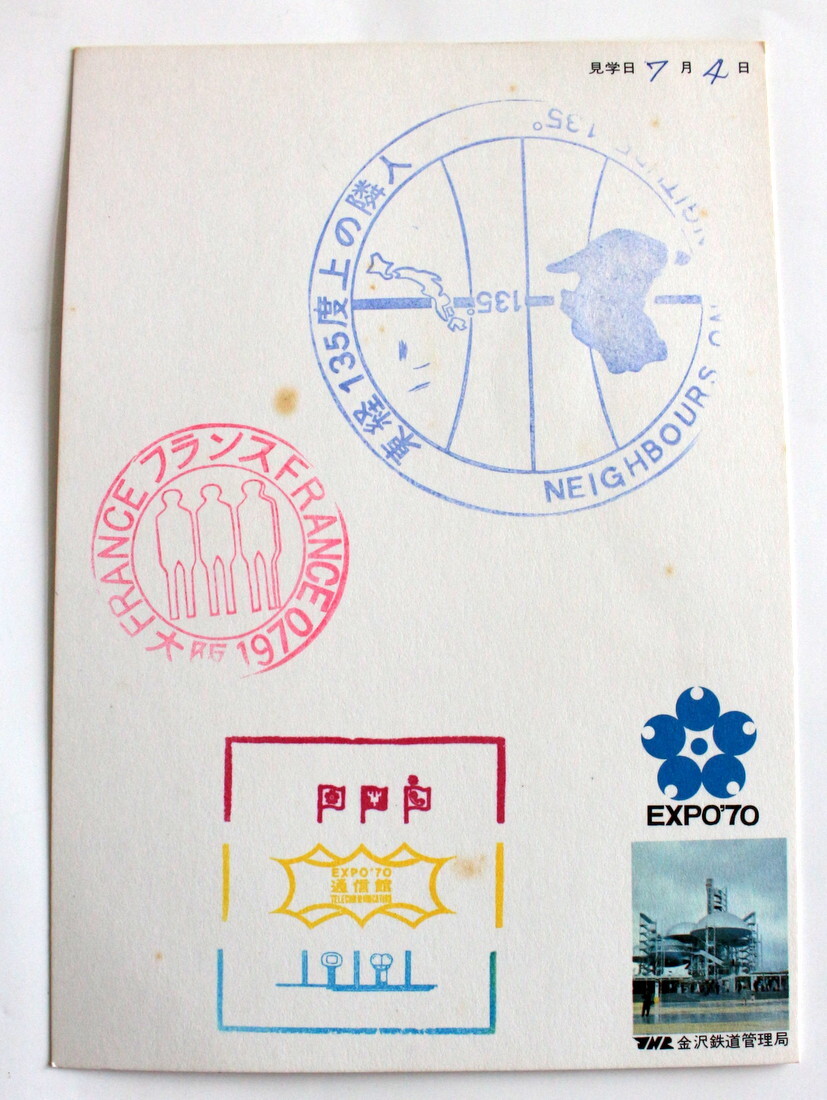 見学日 7 月 4 日
東経135度上の隣人
NEIGHBOURS ON
135°
135°
FRANCE フランス FRANCE
大阪 1970
EXPO'70
通信館
EXPO'70
JNR 金沢鉄道管理局